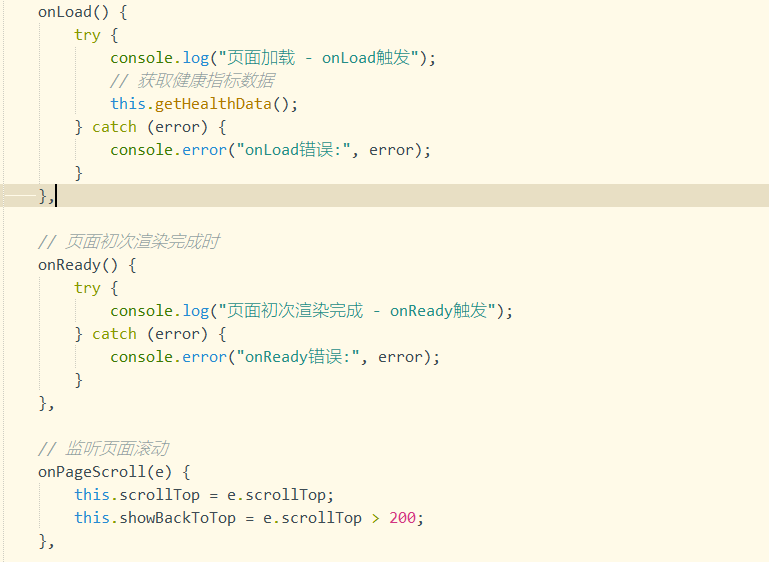 onLoad() {
try {
console.log("页面加载 - onLoad触发");
// 获取健康指标数据
this.getHealthData();
} catch (error) {
console.error("onLoad错误:", error);
}
},
// 页面初次渲染完成时
onReady() {
try {
console.log("页面初次渲染完成 - onReady触发");
} catch (error) {
console.error("onReady错误:", error);
}
},
// 监听页面滚动
onPageScroll(e) {
this.scrollTop = e.scrollTop;
this.showBackToTop = e.scrollTop > 200;
},